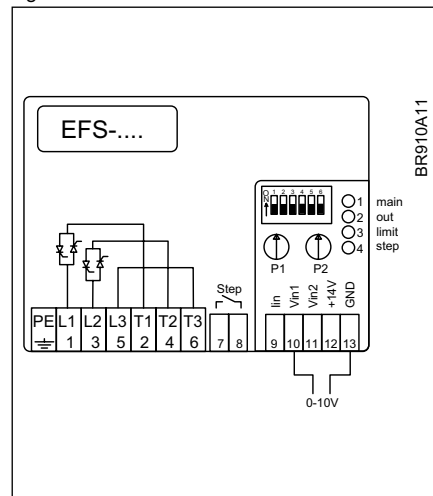 EFS-....
BR910A11
ON
1 2 3 4 5 6
1 main
2 out
3 limit
4 step
P1 P2
Step
Iin Vin1 Vin2 +14V GND
PE L1 L2 L3 T1 T2 T3
1 3 5 2 4 6 7 8 9 10 11 12 13
0-10V